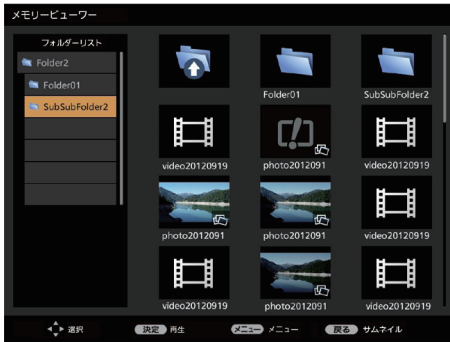 メモリービューワー
フォルダーリスト
Folder2
Folder01
SubSubFolder2
Folder01
SubSubFolder2
video20120919
photo2012091
video20120919
photo2012091
photo2012091
video20120919
video20120919
photo2012091
video20120919
選択
決定 再生
メニュー メニュー
戻る サムネイル